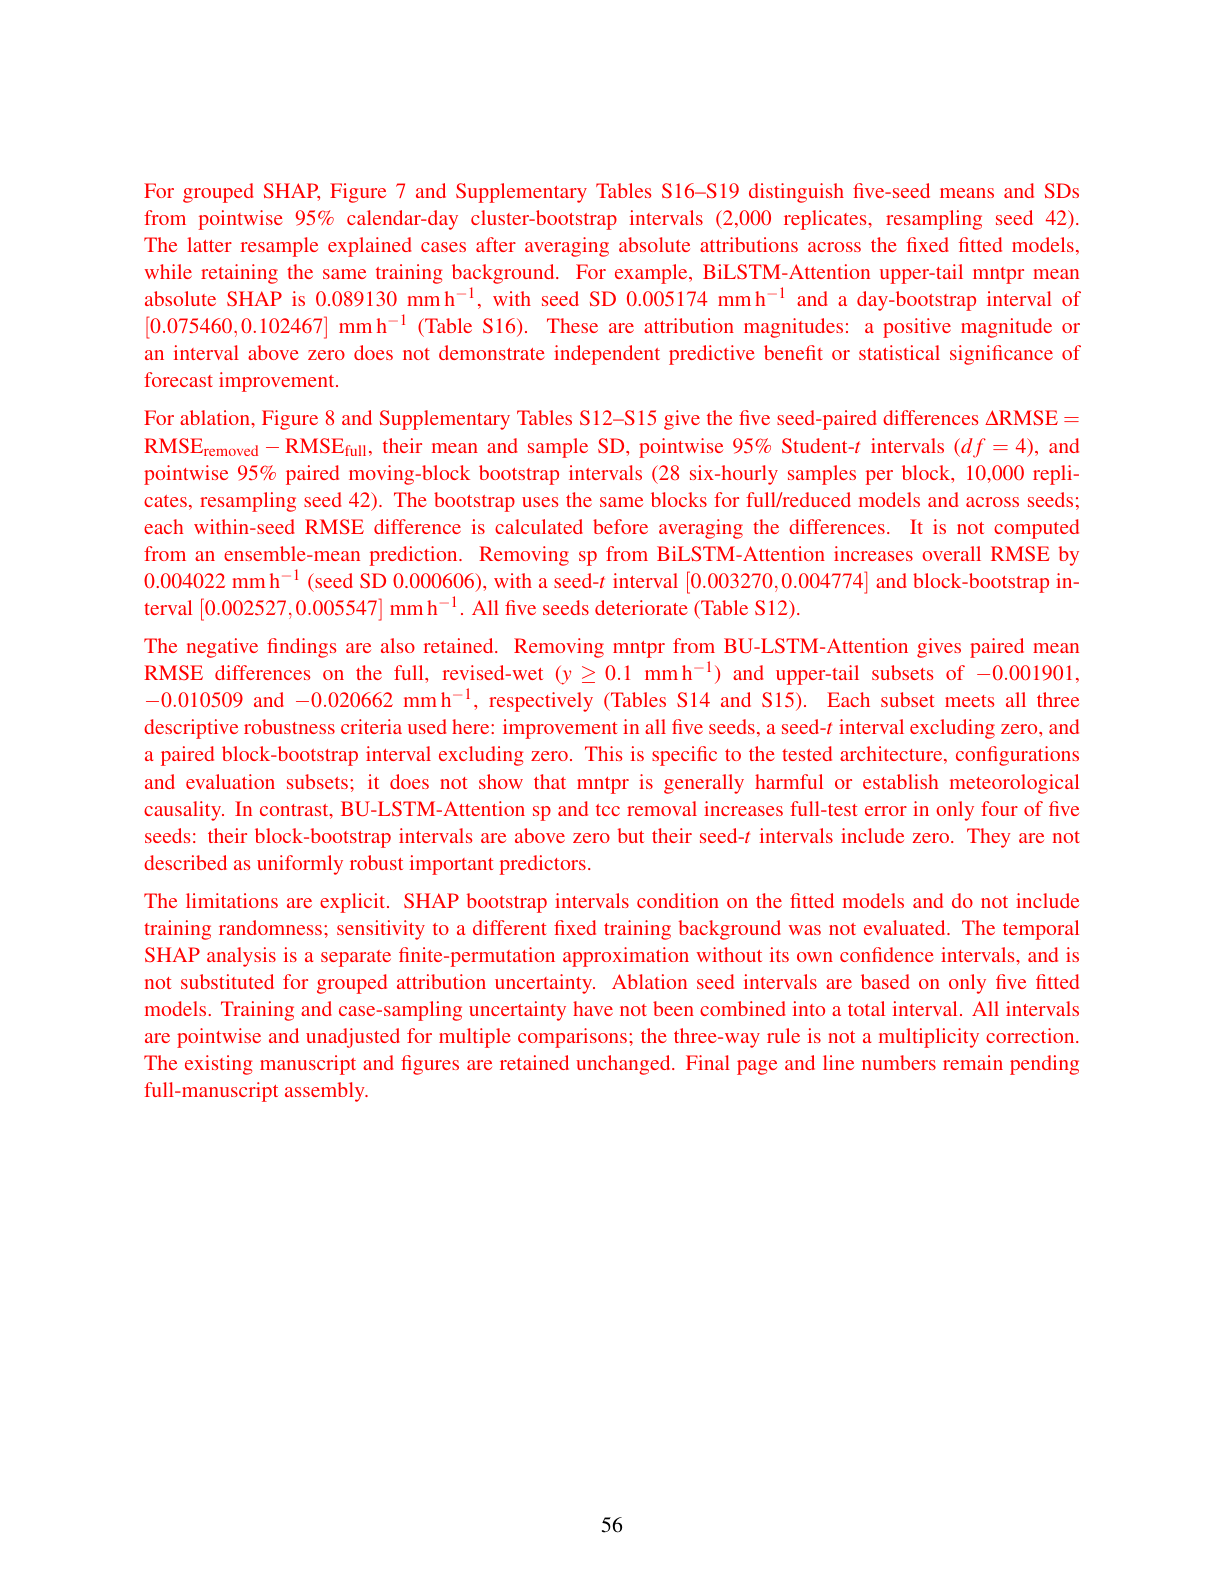 For grouped SHAP, Figure 7 and Supplementary Tables S16–S19 distinguish five-seed means and SDs
from pointwise 95% calendar-day cluster-bootstrap intervals (2,000 replicates, resampling seed 42).
The latter resample explained cases after averaging absolute attributions across the fixed fitted models,
while retaining the same training background. For example, BiLSTM-Attention upper-tail mntpr mean
absolute SHAP is 0.089130 mm h⁻¹, with seed SD 0.005174 mm h⁻¹ and a day-bootstrap interval of
[0.075460,0.102467] mm h⁻¹ (Table S16). These are attribution magnitudes: a positive magnitude or
an interval above zero does not demonstrate independent predictive benefit or statistical significance of
forecast improvement.
For ablation, Figure 8 and Supplementary Tables S12–S15 give the five seed-paired differences ΔRMSE =
RMSE_removed − RMSE_full, their mean and sample SD, pointwise 95% Student-t intervals (df = 4), and
pointwise 95% paired moving-block bootstrap intervals (28 six-hourly samples per block, 10,000 repli-
cates, resampling seed 42). The bootstrap uses the same blocks for full/reduced models and across seeds;
each within-seed RMSE difference is calculated before averaging the differences. It is not computed
from an ensemble-mean prediction. Removing sp from BiLSTM-Attention increases overall RMSE by
0.004022 mm h⁻¹ (seed SD 0.000606), with a seed-t interval [0.003270,0.004774] and block-bootstrap in-
terval [0.002527,0.005547] mm h⁻¹. All five seeds deteriorate (Table S12).
The negative findings are also retained. Removing mntpr from BU-LSTM-Attention gives paired mean
RMSE differences on the full, revised-wet (y ≥ 0.1 mm h⁻¹) and upper-tail subsets of −0.001901,
−0.010509 and −0.020662 mm h⁻¹, respectively (Tables S14 and S15). Each subset meets all three
descriptive robustness criteria used here: improvement in all five seeds, a seed-t interval excluding zero, and
a paired block-bootstrap interval excluding zero. This is specific to the tested architecture, configurations
and evaluation subsets; it does not show that mntpr is generally harmful or establish meteorological
causality. In contrast, BU-LSTM-Attention sp and tcc removal increases full-test error in only four of five
seeds: their block-bootstrap intervals are above zero but their seed-t intervals include zero. They are not
described as uniformly robust important predictors.
The limitations are explicit. SHAP bootstrap intervals condition on the fitted models and do not include
training randomness; sensitivity to a different fixed training background was not evaluated. The temporal
SHAP analysis is a separate finite-permutation approximation without its own confidence intervals, and is
not substituted for grouped attribution uncertainty. Ablation seed intervals are based on only five fitted
models. Training and case-sampling uncertainty have not been combined into a total interval. All intervals
are pointwise and unadjusted for multiple comparisons; the three-way rule is not a multiplicity correction.
The existing manuscript and figures are retained unchanged. Final page and line numbers remain pending
full-manuscript assembly.
56